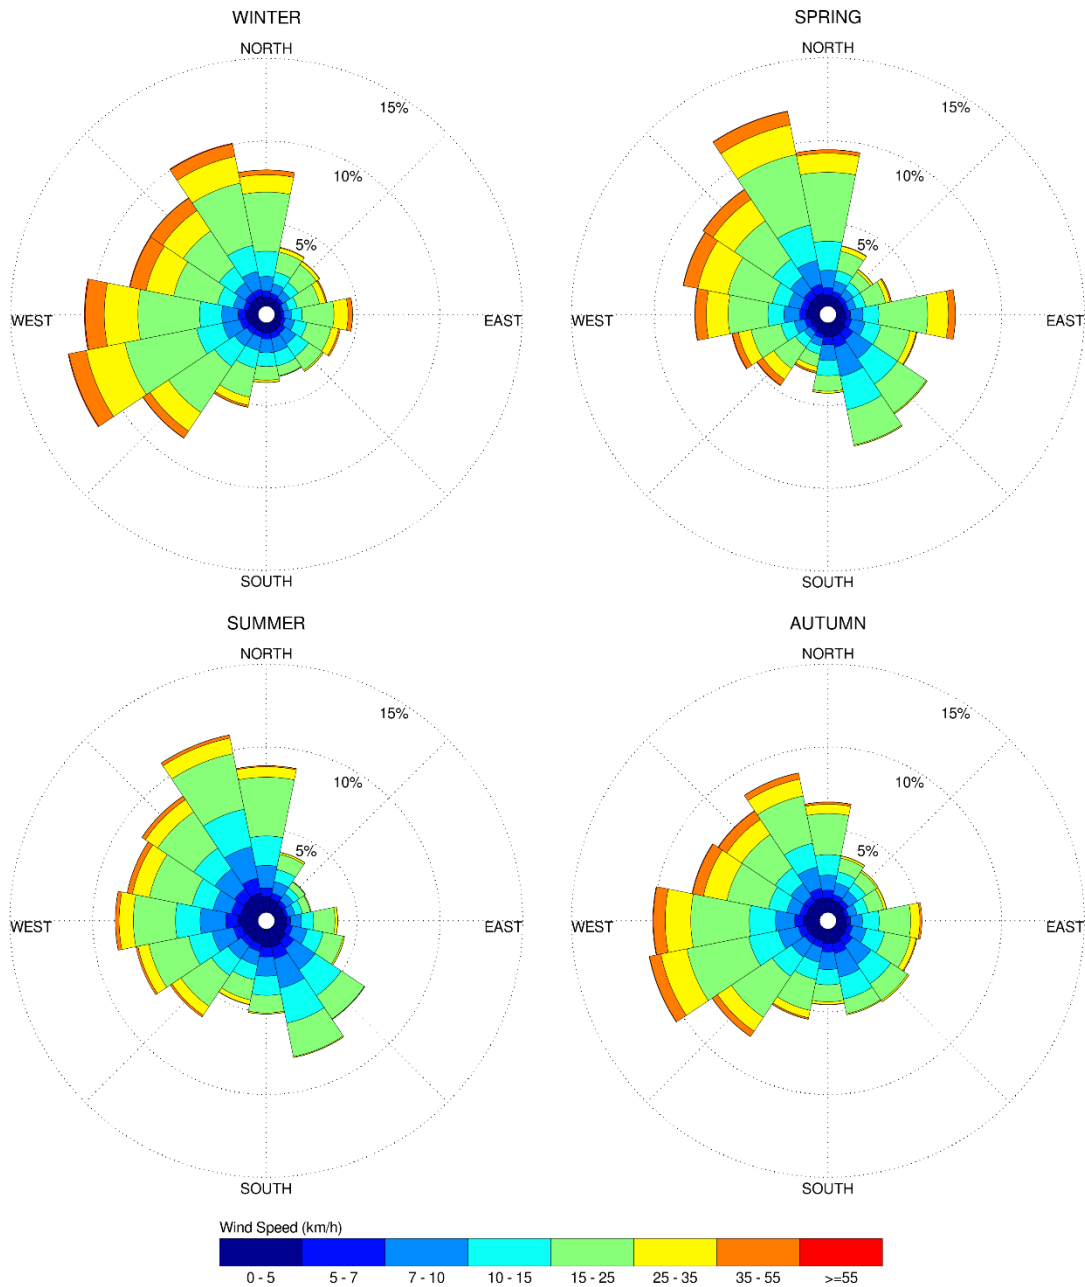 WINTER
NORTH
15%
10%
5%
WEST
EAST
SOUTH
SPRING
NORTH
15%
10%
5%
WEST
EAST
SOUTH
SUMMER
NORTH
15%
10%
5%
WEST
EAST
SOUTH
AUTUMN
NORTH
15%
10%
5%
WEST
EAST
SOUTH
Wind Speed (km/h)
0 - 5
5 - 7
7 - 10
10 - 15
15 - 25
25 - 35
35 - 55
>=55